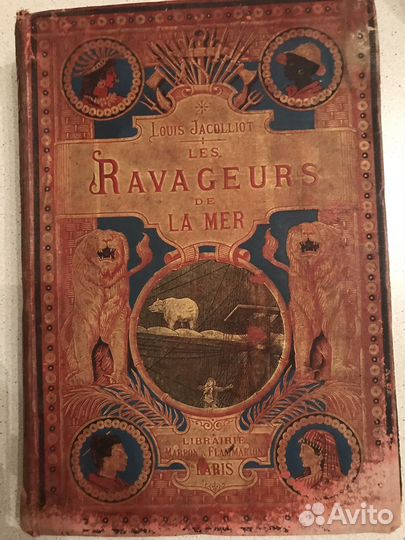 LOUIS JACOLLIOT
LES
RAVAGEURS
DE
LA MER
LIBRAIRIE
MARPON & FLAMMARION
PARIS
Avito